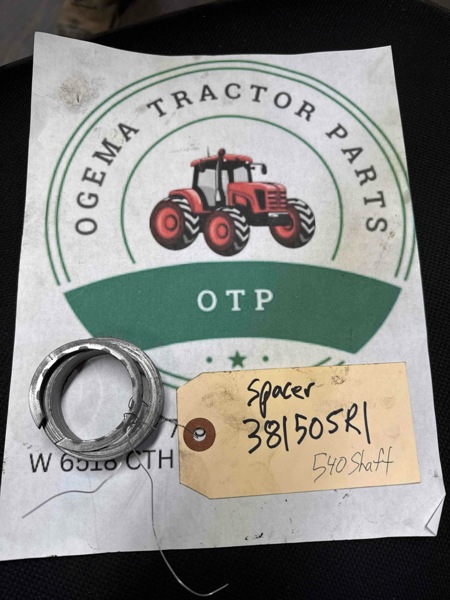 OGEMA TRACTOR PARTS
OTP
Spacer
381505R1
540 Shaft
W 6518 CTH